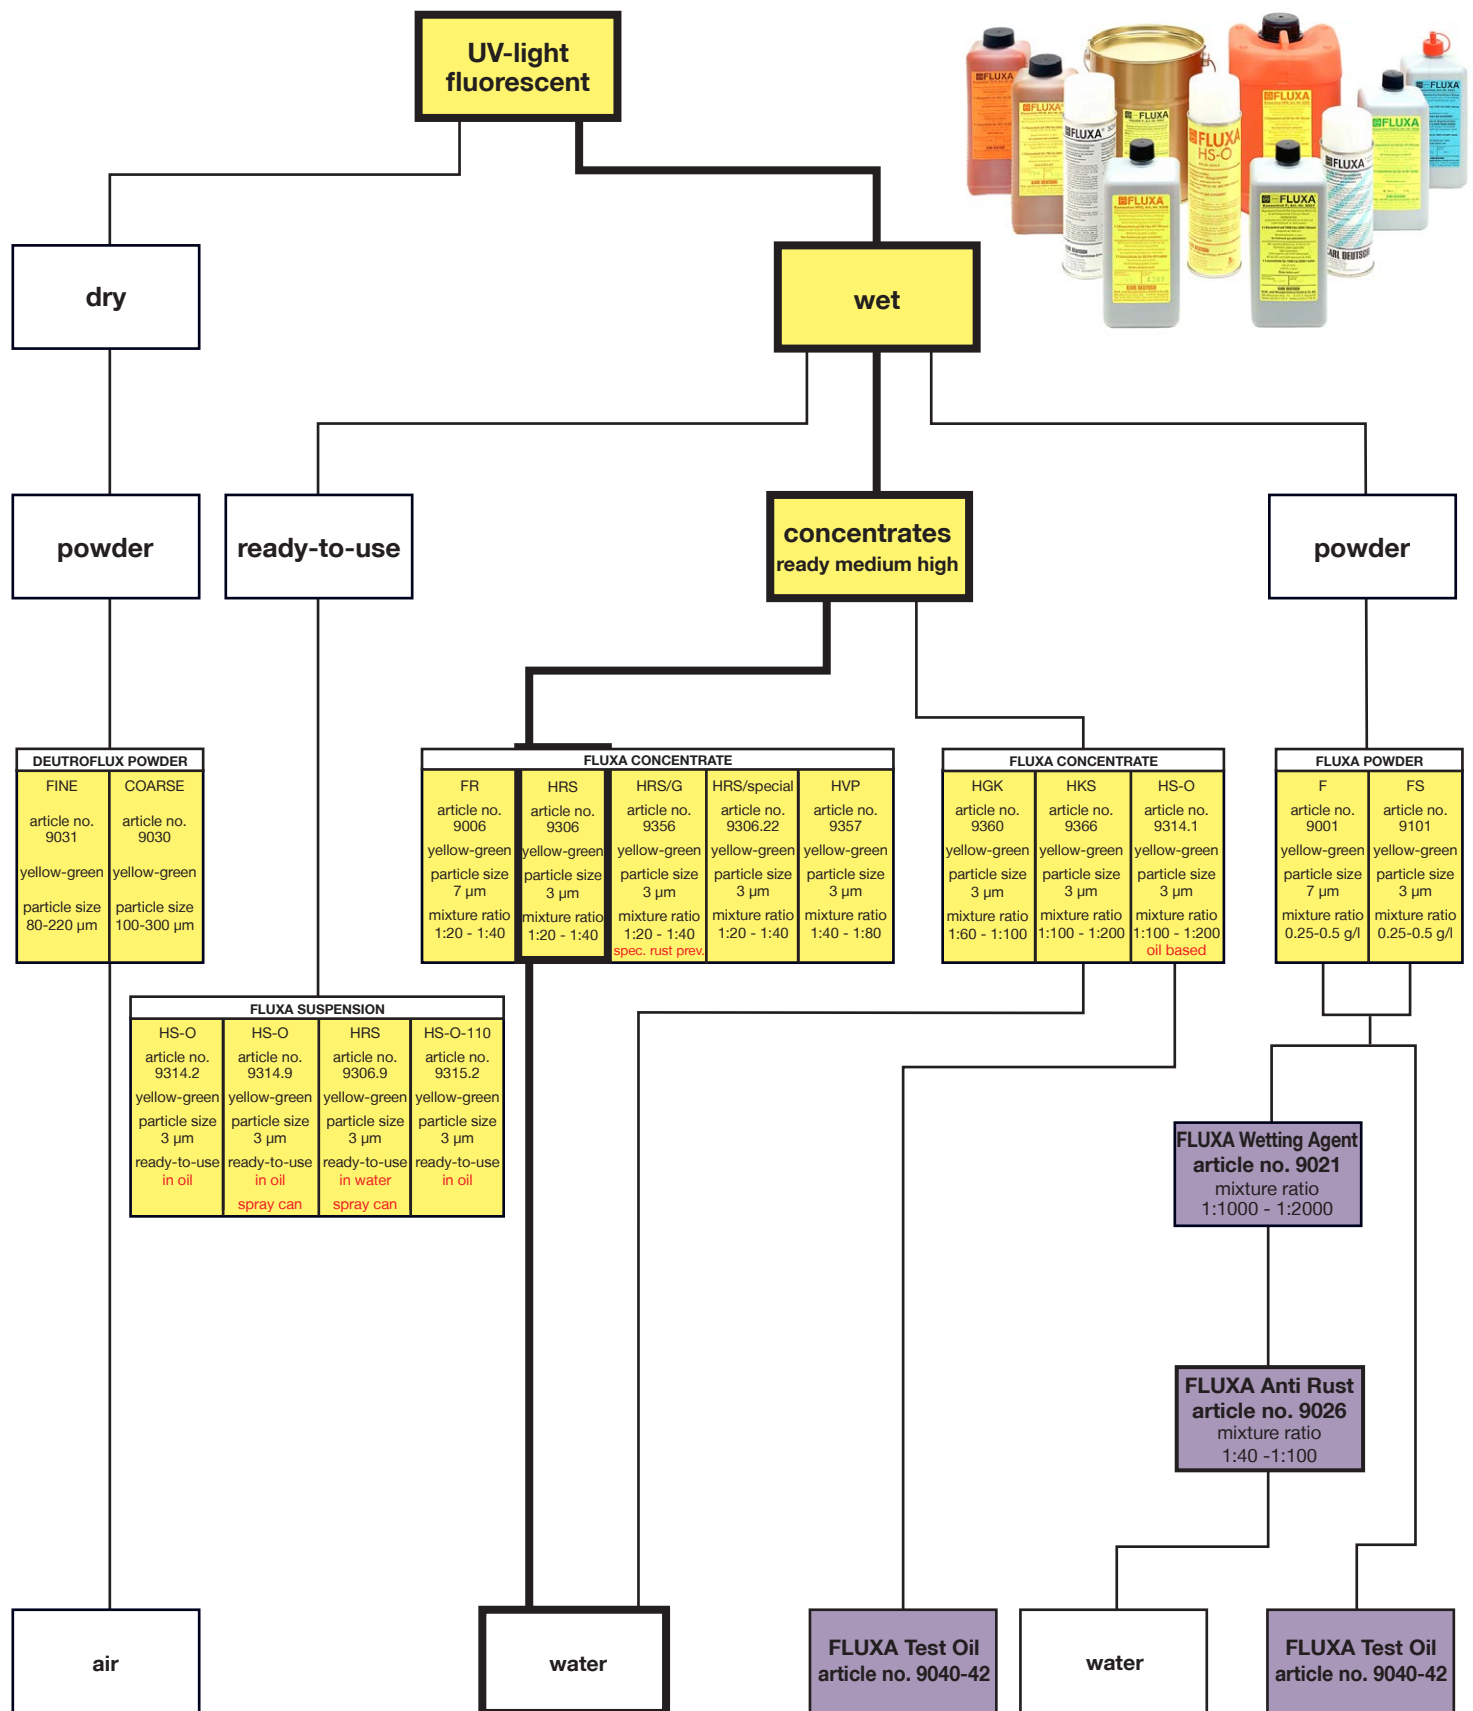 UV-light
fluorescent
FLUXA
FLUXA
FLUXA
FLUXA
FLUXA
HS-O
FLUXA
FLUXA
FLUXA
FLUXA
FLUXA
FLUXA
KARL DEUTSCH
dry
wet
powder
ready-to-use
concentrates
ready medium high
powder
DEUTROFLUX POWDER
FINE
article no.
9031
yellow-green
particle size
80-220 µm
COARSE
article no.
9030
yellow-green
particle size
100-300 µm
FLUXA CONCENTRATE
FR
article no.
9006
yellow-green
particle size
7 µm
mixture ratio
1:20 - 1:40
HRS
article no.
9306
yellow-green
particle size
3 µm
mixture ratio
1:20 - 1:40
HRS/G
article no.
9356
yellow-green
particle size
3 µm
mixture ratio
1:20 - 1:40
spec. rust prev.
HRS/special
article no.
9306.22
yellow-green
particle size
3 µm
mixture ratio
1:20 - 1:40
HVP
article no.
9357
yellow-green
particle size
3 µm
mixture ratio
1:40 - 1:80
FLUXA CONCENTRATE
HGK
article no.
9360
yellow-green
particle size
3 µm
mixture ratio
1:60 - 1:100
HKS
article no.
9366
yellow-green
particle size
3 µm
mixture ratio
1:100 - 1:200
HS-O
article no.
9314.1
yellow-green
particle size
3 µm
mixture ratio
1:100 - 1:200
oil based
FLUXA POWDER
F
article no.
9001
yellow-green
particle size
7 µm
mixture ratio
0.25-0.5 g/l
FS
article no.
9101
yellow-green
particle size
3 µm
mixture ratio
0.25-0.5 g/l
FLUXA SUSPENSION
HS-O
article no.
9314.2
yellow-green
particle size
3 µm
ready-to-use
in oil
HS-O
article no.
9314.9
yellow-green
particle size
3 µm
ready-to-use
in oil
spray can
HRS
article no.
9306.9
yellow-green
particle size
3 µm
ready-to-use
in water
spray can
HS-O-110
article no.
9315.2
yellow-green
particle size
3 µm
ready-to-use
in oil
FLUXA Wetting Agent
article no. 9021
mixture ratio
1:1000 - 1:2000
FLUXA Anti Rust
article no. 9026
mixture ratio
1:40 -1:100
air
water
FLUXA Test Oil
article no. 9040-42
water
FLUXA Test Oil
article no. 9040-42